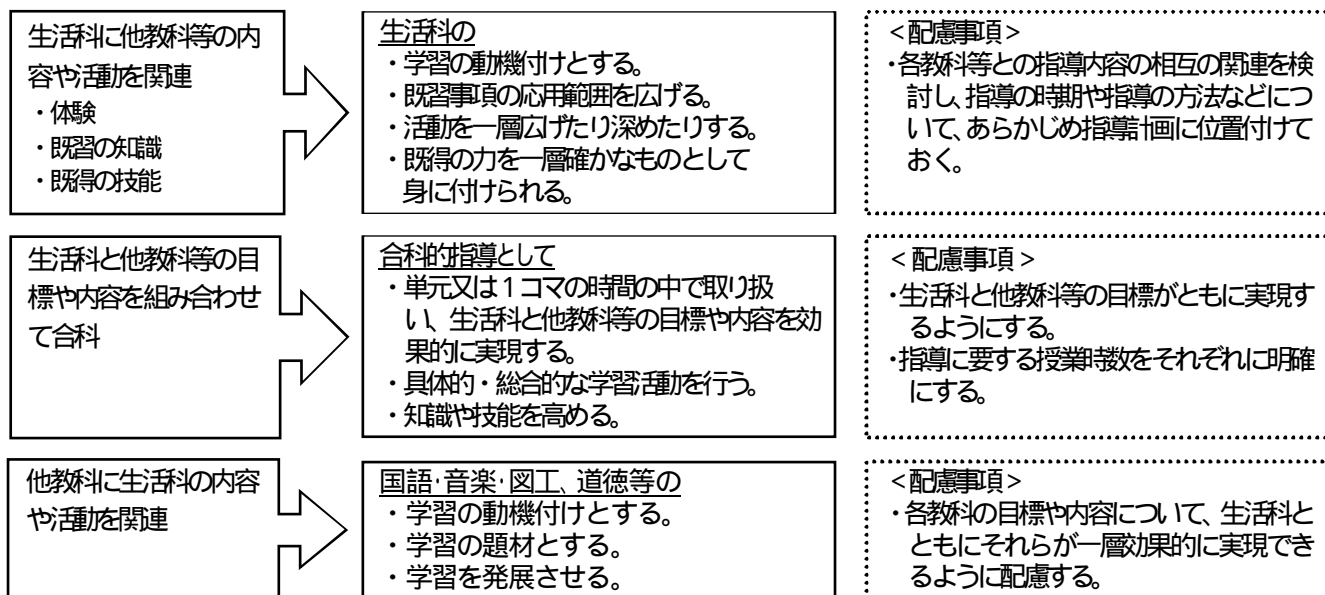 生活科に他教科等の内
容や活動を関連
・体験
・既習の知識
・既得の技能
生活科の
・学習の動機付けとする。
・既習事項の応用範囲を広げる。
・活動を一層広げたり深めたりする。
・既得の力を一層確かなものとして
身に付けられる。
＜配慮事項＞
・各教科等との指導内容の相互の関連を検
討し、指導の時期や指導の方法などにつ
いて、あらかじめ指導計画に位置付けて
おく。
生活科と他教科等の目
標や内容を組み合わせ
て合科
合科的指導として
・単元又は１コマの時間の中で取り扱
い、生活科と他教科等の目標や内容を効
果的に実現する。
・具体的・総合的な学習活動を行う。
・知識や技能を高める。
＜配慮事項＞
・生活科と他教科等の目標がともに実現す
るようにする。
・指導に要する授業時数をそれぞれに明確
にする。
他教科に生活科の内容
や活動を関連
国語・音楽・図工、道徳等の
・学習の動機付けとする。
・学習の題材とする。
・学習を発展させる。
＜配慮事項＞
・各教科の目標や内容について、生活科と
ともにそれらが一層効果的に実現でき
るように配慮する。